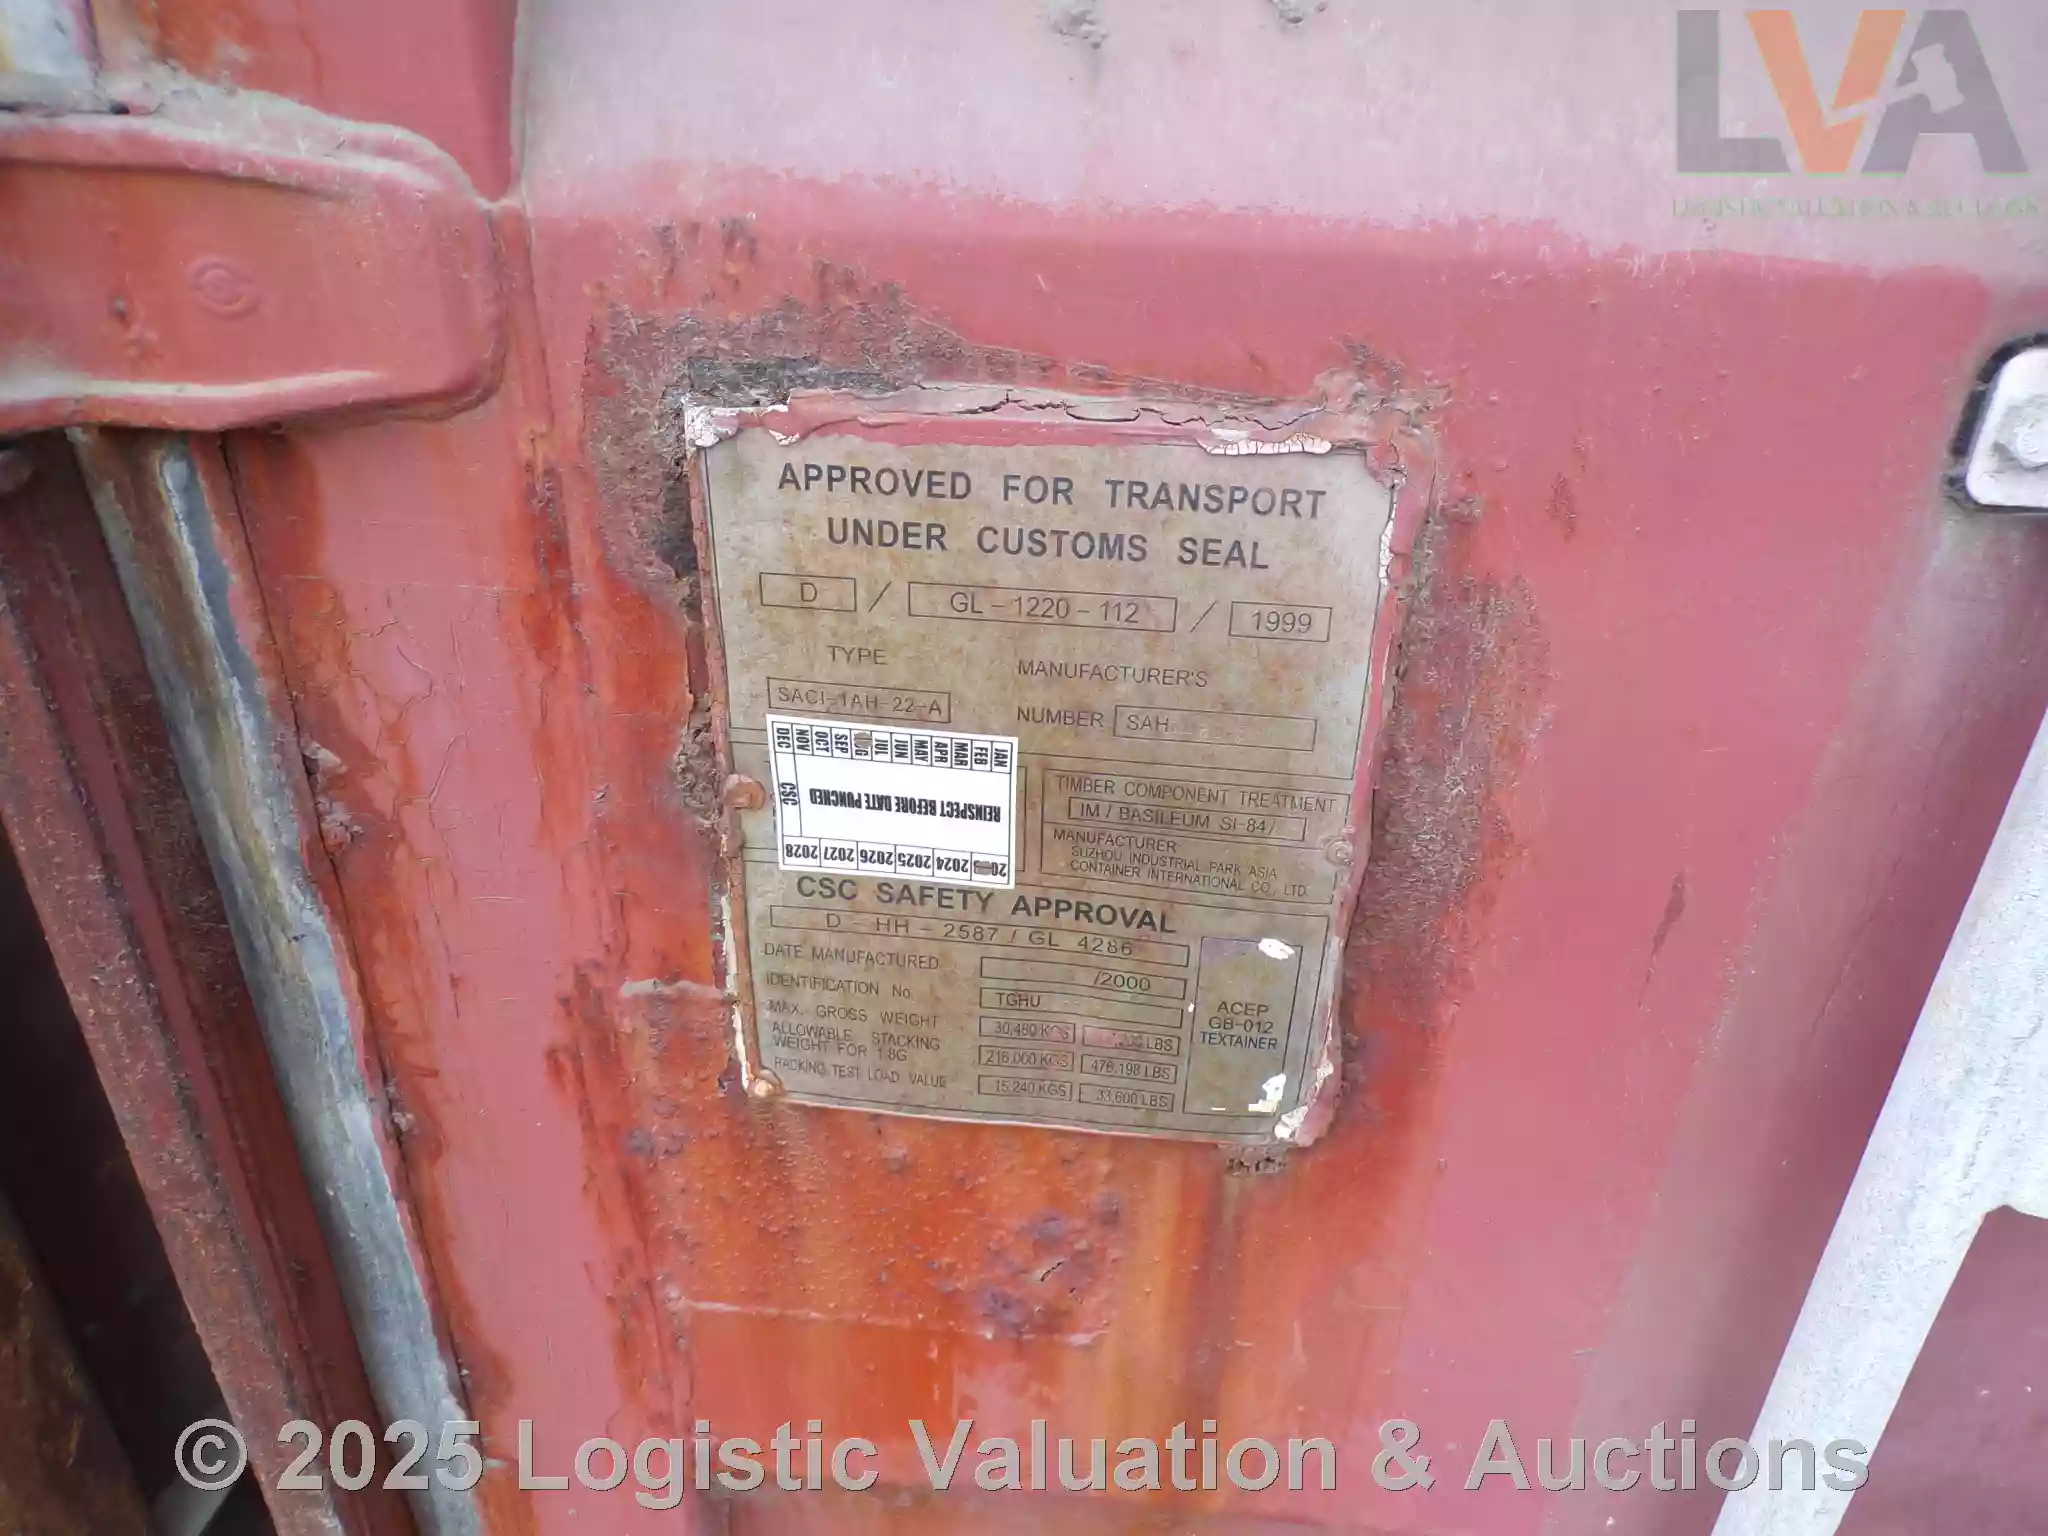 LVA
LOGISTIC VALUATION & AUCTIONS
APPROVED FOR TRANSPORT
UNDER CUSTOMS SEAL
D / GL-1220-112 / 1999
TYPE
SACI-1AH-22-A
MANUFACTURER'S
NUMBER SAH
JAN FEB MAR APR MAY JUN JUL SEP OCT NOV DEC
REINSPECT BEFORE DATE PUNCHED CSC
2024 2025 2026 2027 2028
TIMBER COMPONENT TREATMENT
IM / BASILEUM SI-84/
MANUFACTURER
SUZHOU INDUSTRIAL PARK ASIA
CONTAINER INTERNATIONAL CO., LTD
CSC SAFETY APPROVAL
D-HH-2587 / GL 4286
DATE MANUFACTURED /2000
IDENTIFICATION No. TGHU
MAX. GROSS WEIGHT 30,480 KGS LBS
ALLOWABLE STACKING
WEIGHT FOR 1.8G 216,000 KGS 476,198 LBS
RACKING TEST LOAD VALUE 15,240 KGS 33,600 LBS
ACEP
GB-012
TEXTAINER
© 2025 Logistic Valuation & Auctions